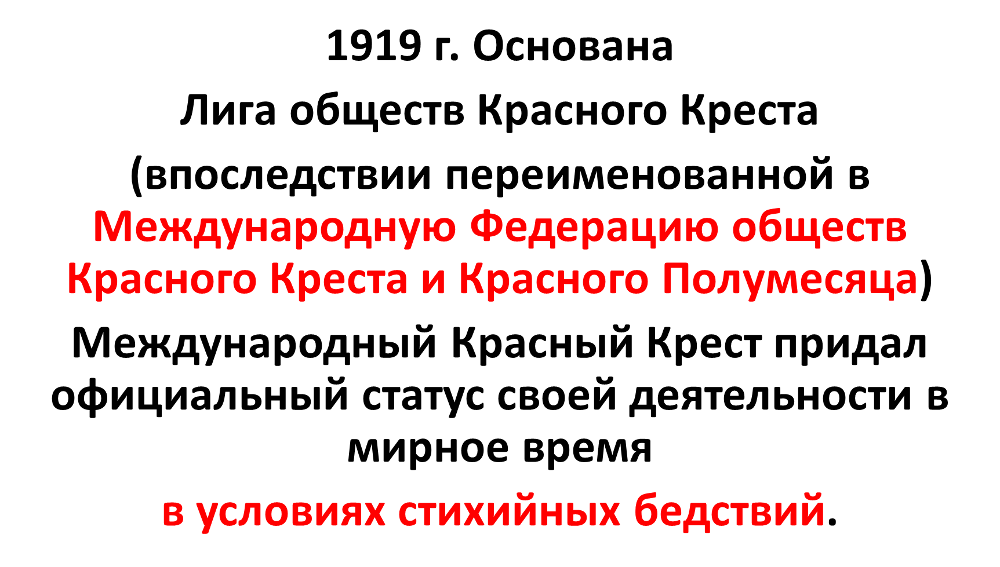 1919 г. Основана
Лига обществ Красного Креста
(впоследствии переименованной в
Международную Федерацию обществ
Красного Креста и Красного Полумесяца)
Международный Красный Крест придал
официальный статус своей деятельности в
мирное время
в условиях стихийных бедствий.